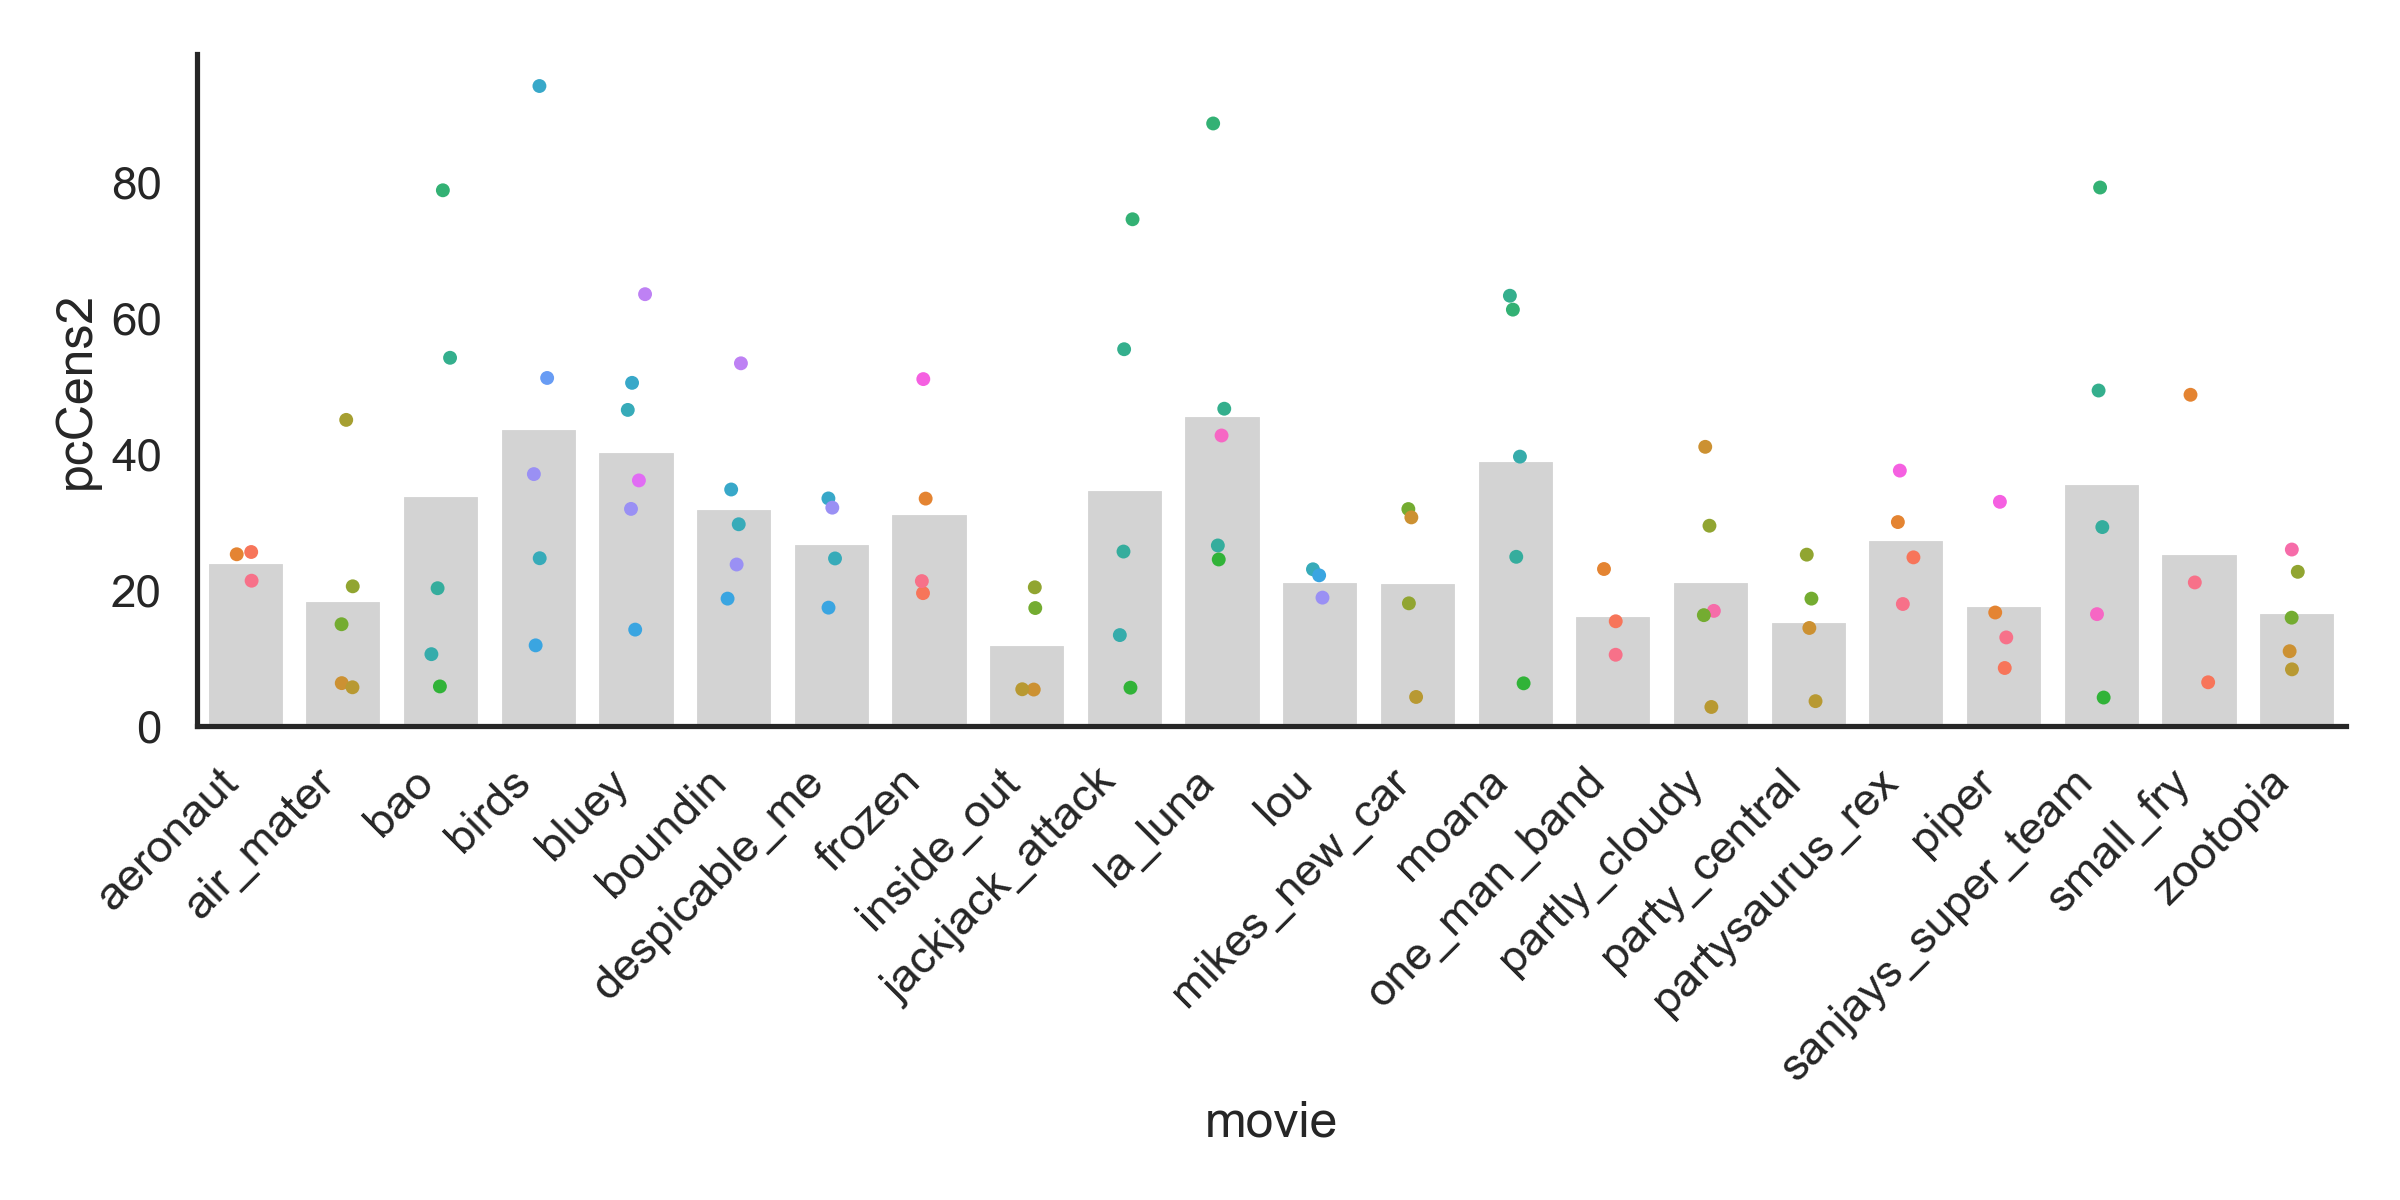 pcCens2
80
60
40
20
0
aeronaut
air_mater
bao
birds
bluey
boundin
despicable_me
frozen
inside_out
jackjack_attack
la_luna
lou
mikes_new_car
moana
one_man_band
partly_cloudy
party_central
partysaurus_rex
piper
sanjays_super_team
small_fry
zootopia
movie